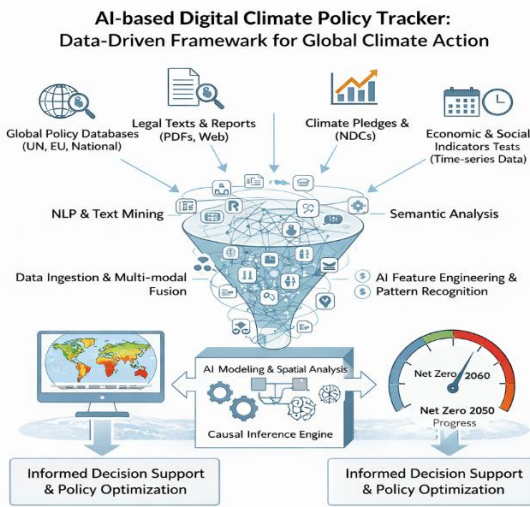 AI-based Digital Climate Policy Tracker:
Data-Driven Framework for Global Climate Action
Global Policy Databases
(UN, EU, National)
Legal Texts & Reports
(PDFs, Web)
Climate Pledges &
(NDCs)
Economic & Social
Indicators Tests
(Time-series Data)
NLP & Text Mining
R
Semantic Analysis
Data Ingestion & Multi-modal
Fusion
$ AI Feature Engineering &
$ Pattern Recognition
AI Modeling & Spatial Analysis
Causal Inference Engine
Net Zero
2060
Net Zero 2050
Progress
Informed Decision Support
& Policy Optimization
Informed Decision Support
& Policy Optimization